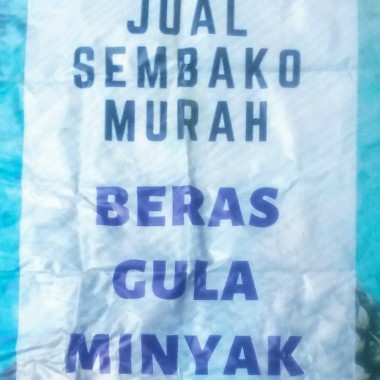 JUAL
SEMBAKO
MURAH
BERAS
GULA
MINYAK